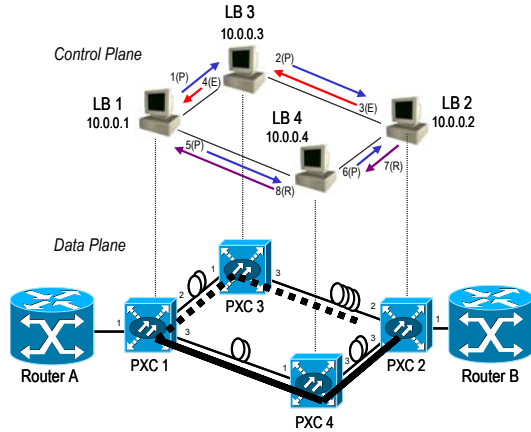 LB 3
10.0.0.3
Control Plane
1(P)
4(E)
2(P)
3(E)
LB 1
10.0.0.1
LB 4
10.0.0.4
LB 2
10.0.0.2
5(P)
8(R)
6(P)
7(R)
Data Plane
1
3
PXC 3
2
2
1
1
3
3
1
3
Router A
PXC 1
PXC 2
Router B
PXC 4